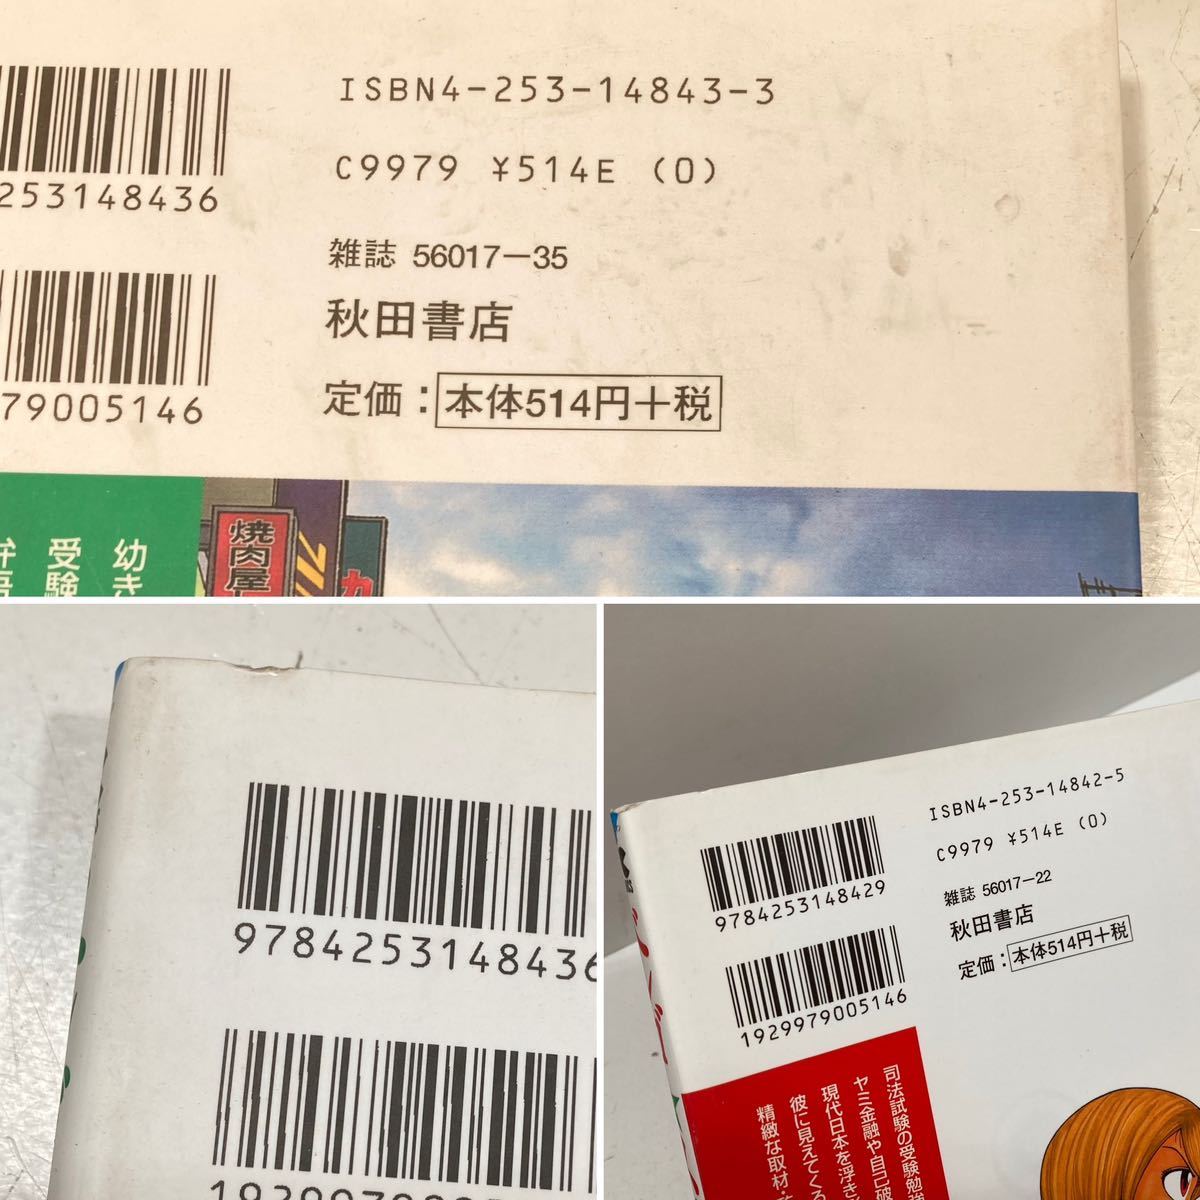 ISBN4-253-14843-3
C9979 ¥514E (0)
雑誌 56017-35
秋田書店
定価：本体514円+税
253148436
79005146
幼き
受験
焼肉屋
9784253148436
ISBN4-253-14842-5
C9979 ¥514E (0)
雑誌 56017-22
秋田書店
定価：本体514円+税
9784253148429
1929979005146
司法試験の受験勉強
ヤミ金融や自己破
現代日本を浮き
彼に見えてくる
精緻な取材・